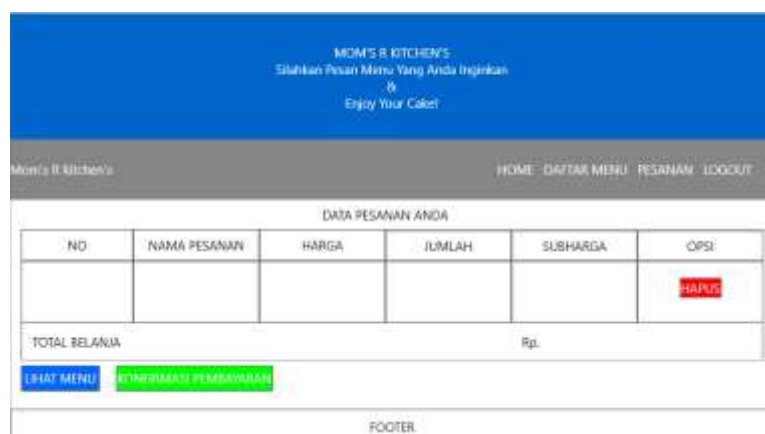 MOM'S R KITCHEN'S
Silahkan Pesan Menu Yang Anda Inginkan
&
Enjoy Your Cake!
Mom's R Kitchen's HOME DAFTAR MENU PESANAN LOGOUT
DATA PESANAN ANDA
NO NAMA PESANAN HARGA JUMLAH SUBHARGA OPSI
HAPUS
TOTAL BELANJA Rp.
LIHAT MENU KONFIRMASI PEMBAYARAN
FOOTER